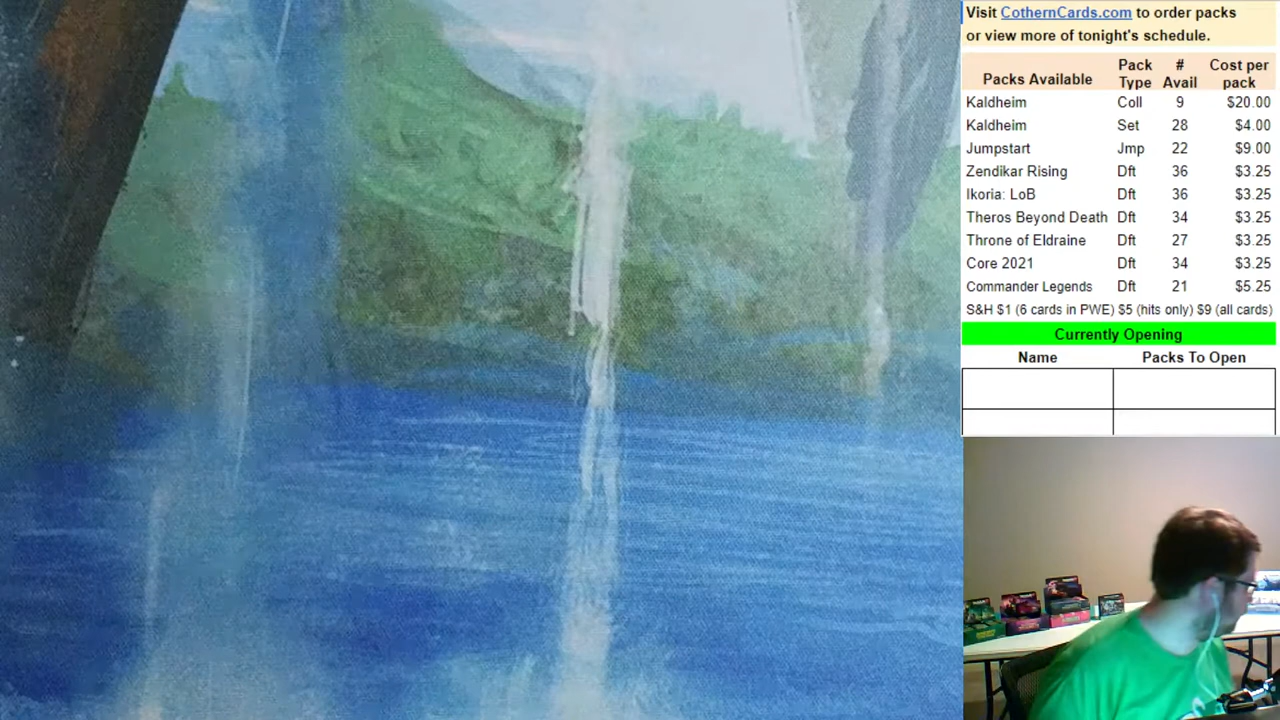 Visit CothernCards.com to order packs
or view more of tonight's schedule.
Packs Available Pack Type # Avail Cost per pack
Kaldheim Coll 9 $20.00
Kaldheim Set 28 $4.00
Jumpstart Jmp 22 $9.00
Zendikar Rising Dft 36 $3.25
Ikoria: LoB Dft 36 $3.25
Theros Beyond Death Dft 34 $3.25
Throne of Eldraine Dft 27 $3.25
Core 2021 Dft 34 $3.25
Commander Legends Dft 21 $5.25
S&H $1 (6 cards in PWE) $5 (hits only) $9 (all cards)
Currently Opening
Name Packs To Open